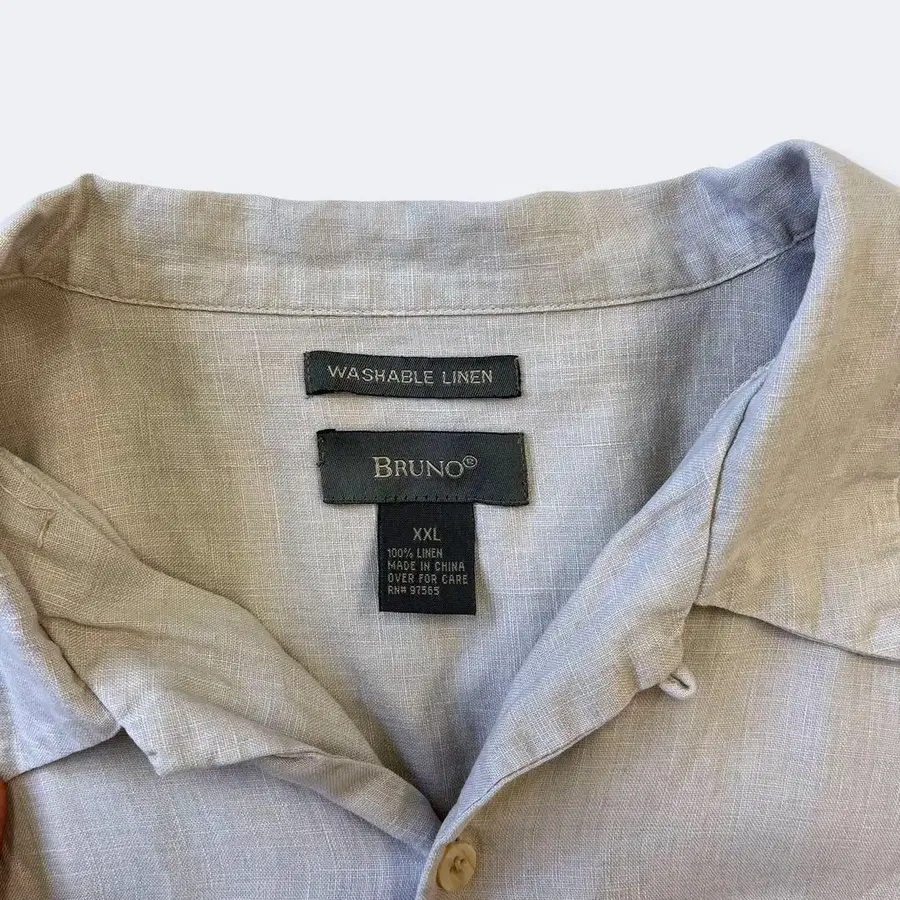 WASHABLE LINEN
BRUNO®
XXL
100% LINEN
MADE IN CHINA
OVER FOR CARE
RN# 97565